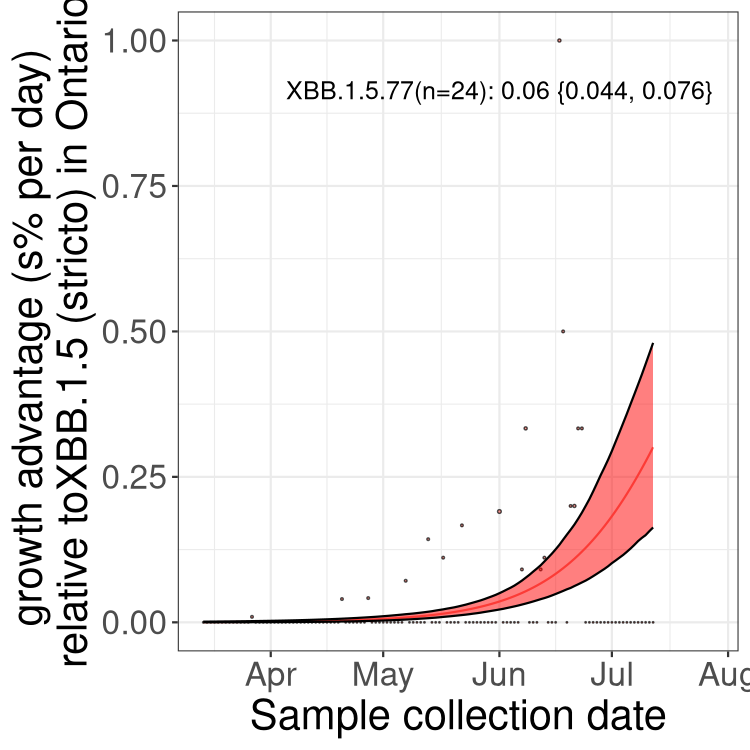 growth advantage (s% per day)
relative toXBB.1.5 (stricto) in Ontario
1.00
0.75
0.50
0.25
0.00
XBB.1.5.77(n=24): 0.06 {0.044, 0.076}
Apr May Jun Jul Aug
Sample collection date